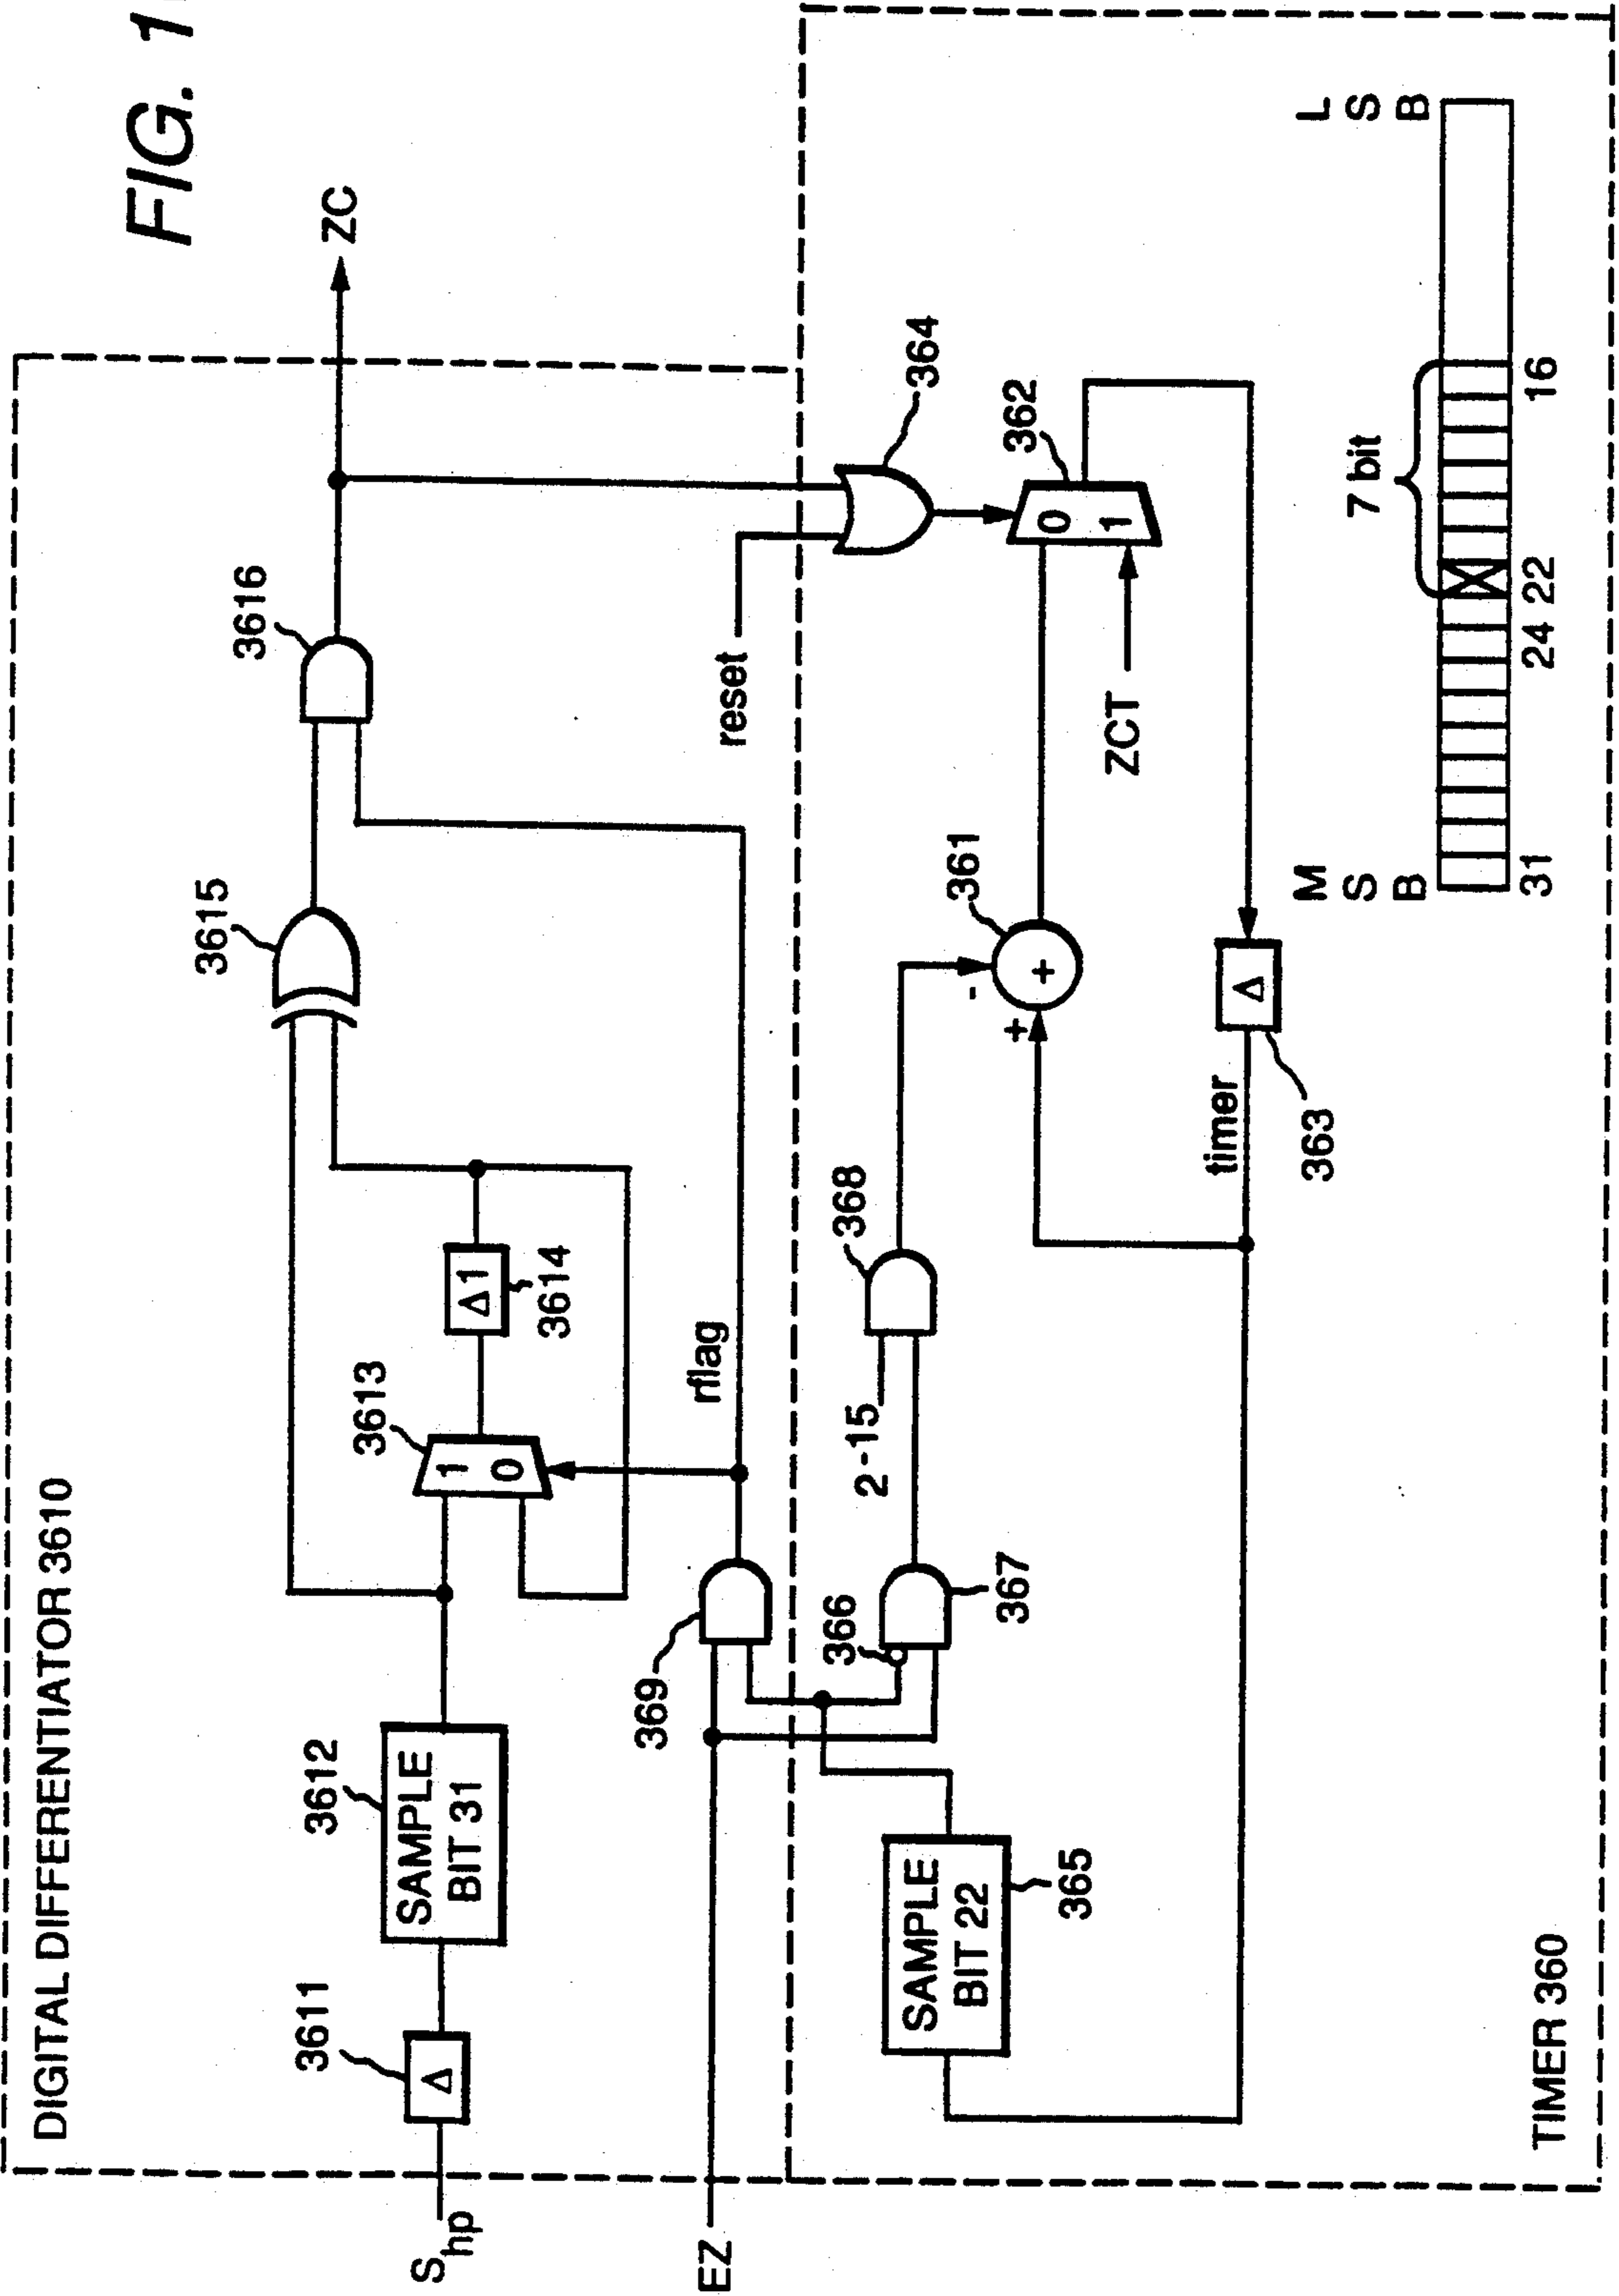 FIG. 1
DIGITAL DIFFERENTIATOR 3610
S hp
3611
Δ
3612
SAMPLE
BIT 31
3613
1
0
Δ 1
3614
3615
3616
ZC
EZ
369
rflag
reset
366
367
2-15
368
361
-
+
+
364
362
0
1
ZCT
SAMPLE
BIT 22
365
timer
Δ
363
7 bit
M
S
B
L
S
B
31
24
22
16
TIMER 360